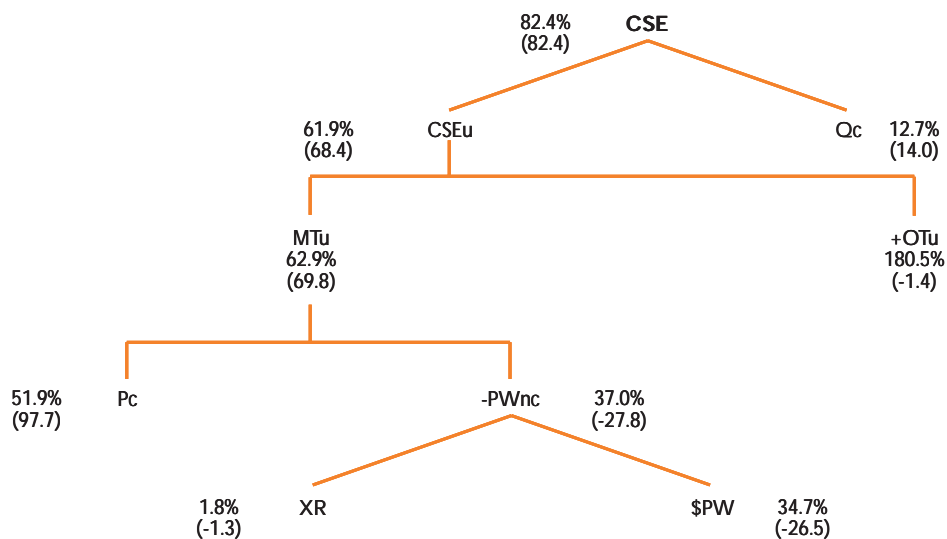 82.4% CSE
(82.4)
61.9% CSEu Qc 12.7%
(68.4) (14.0)
MTu +OTu
62.9% 180.5%
(69.8) (-1.4)
51.9% Pc -PWnc 37.0%
(97.7) (-27.8)
1.8% XR $PW 34.7%
(-1.3) (-26.5)